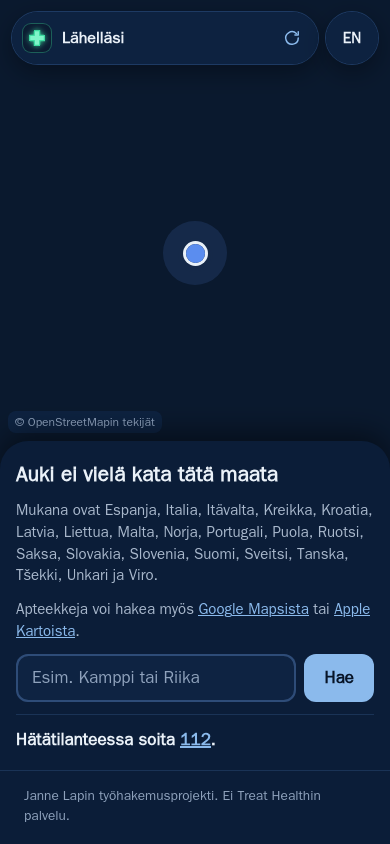 Lähelläsi
EN
© OpenStreetMapin tekijät
Auki ei vielä kata tätä maata
Mukana ovat Espanja, Italia, Itävalta, Kreikka, Kroatia,
Latvia, Liettua, Malta, Norja, Portugali, Puola, Ruotsi,
Saksa, Slovakia, Slovenia, Suomi, Sveitsi, Tanska,
Tšekki, Unkari ja Viro.
Apteekkeja voi hakea myös Google Mapsista tai Apple
Kartoista.
Esim. Kamppi tai Riika
Hae
Hätätilanteessa soita 112.
Janne Lapin työhakemusprojekti. Ei Treat Healthin
palvelu.